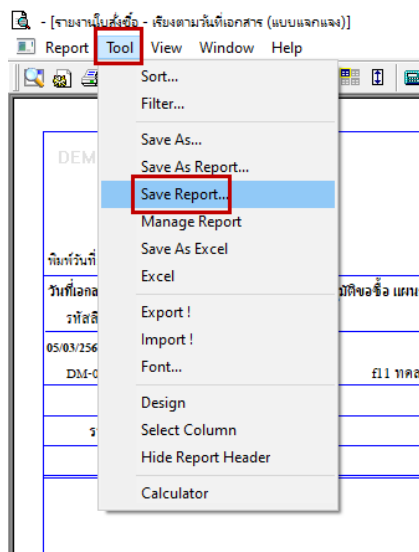 - [รายงานใบสั่งซื้อ - เรียงตามวันที่เอกสาร (แบบแจกแจง)]
Report Tool View Window Help
Sort...
Filter...
DEM
Save As...
Save As Report...
Save Report...
Manage Report
พิมพ์วันที่
Save As Excel
Excel
วันที่เอกส
มัติขอซื้อ แผน
รหัสสิ
Export !
05/03/256
Import !
DM-0
Font...
f11 ทดส
Design
Select Column
Hide Report Header
Calculator